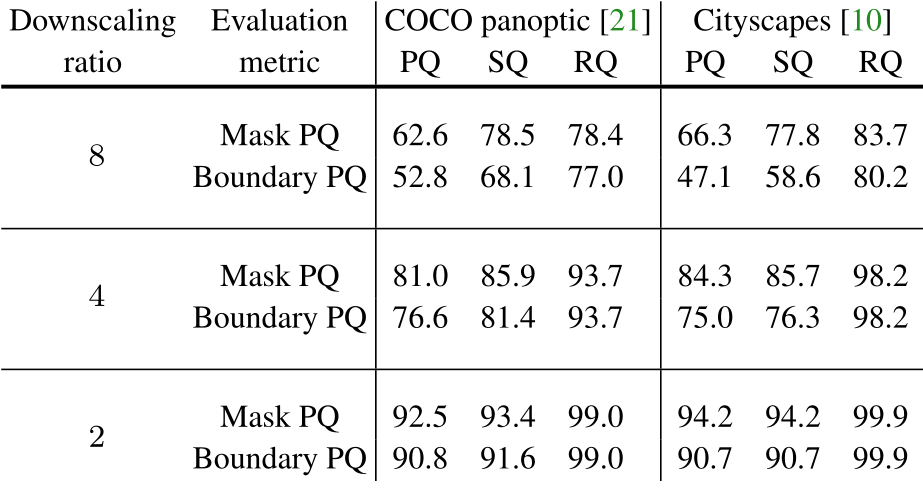 Downscaling Evaluation COCO panoptic [21] Cityscapes [10]
ratio metric PQ SQ RQ PQ SQ RQ
8
Mask PQ 62.6 78.5 78.4 66.3 77.8 83.7
Boundary PQ 52.8 68.1 77.0 47.1 58.6 80.2
4
Mask PQ 81.0 85.9 93.7 84.3 85.7 98.2
Boundary PQ 76.6 81.4 93.7 75.0 76.3 98.2
2
Mask PQ 92.5 93.4 99.0 94.2 94.2 99.9
Boundary PQ 90.8 91.6 99.0 90.7 90.7 99.9